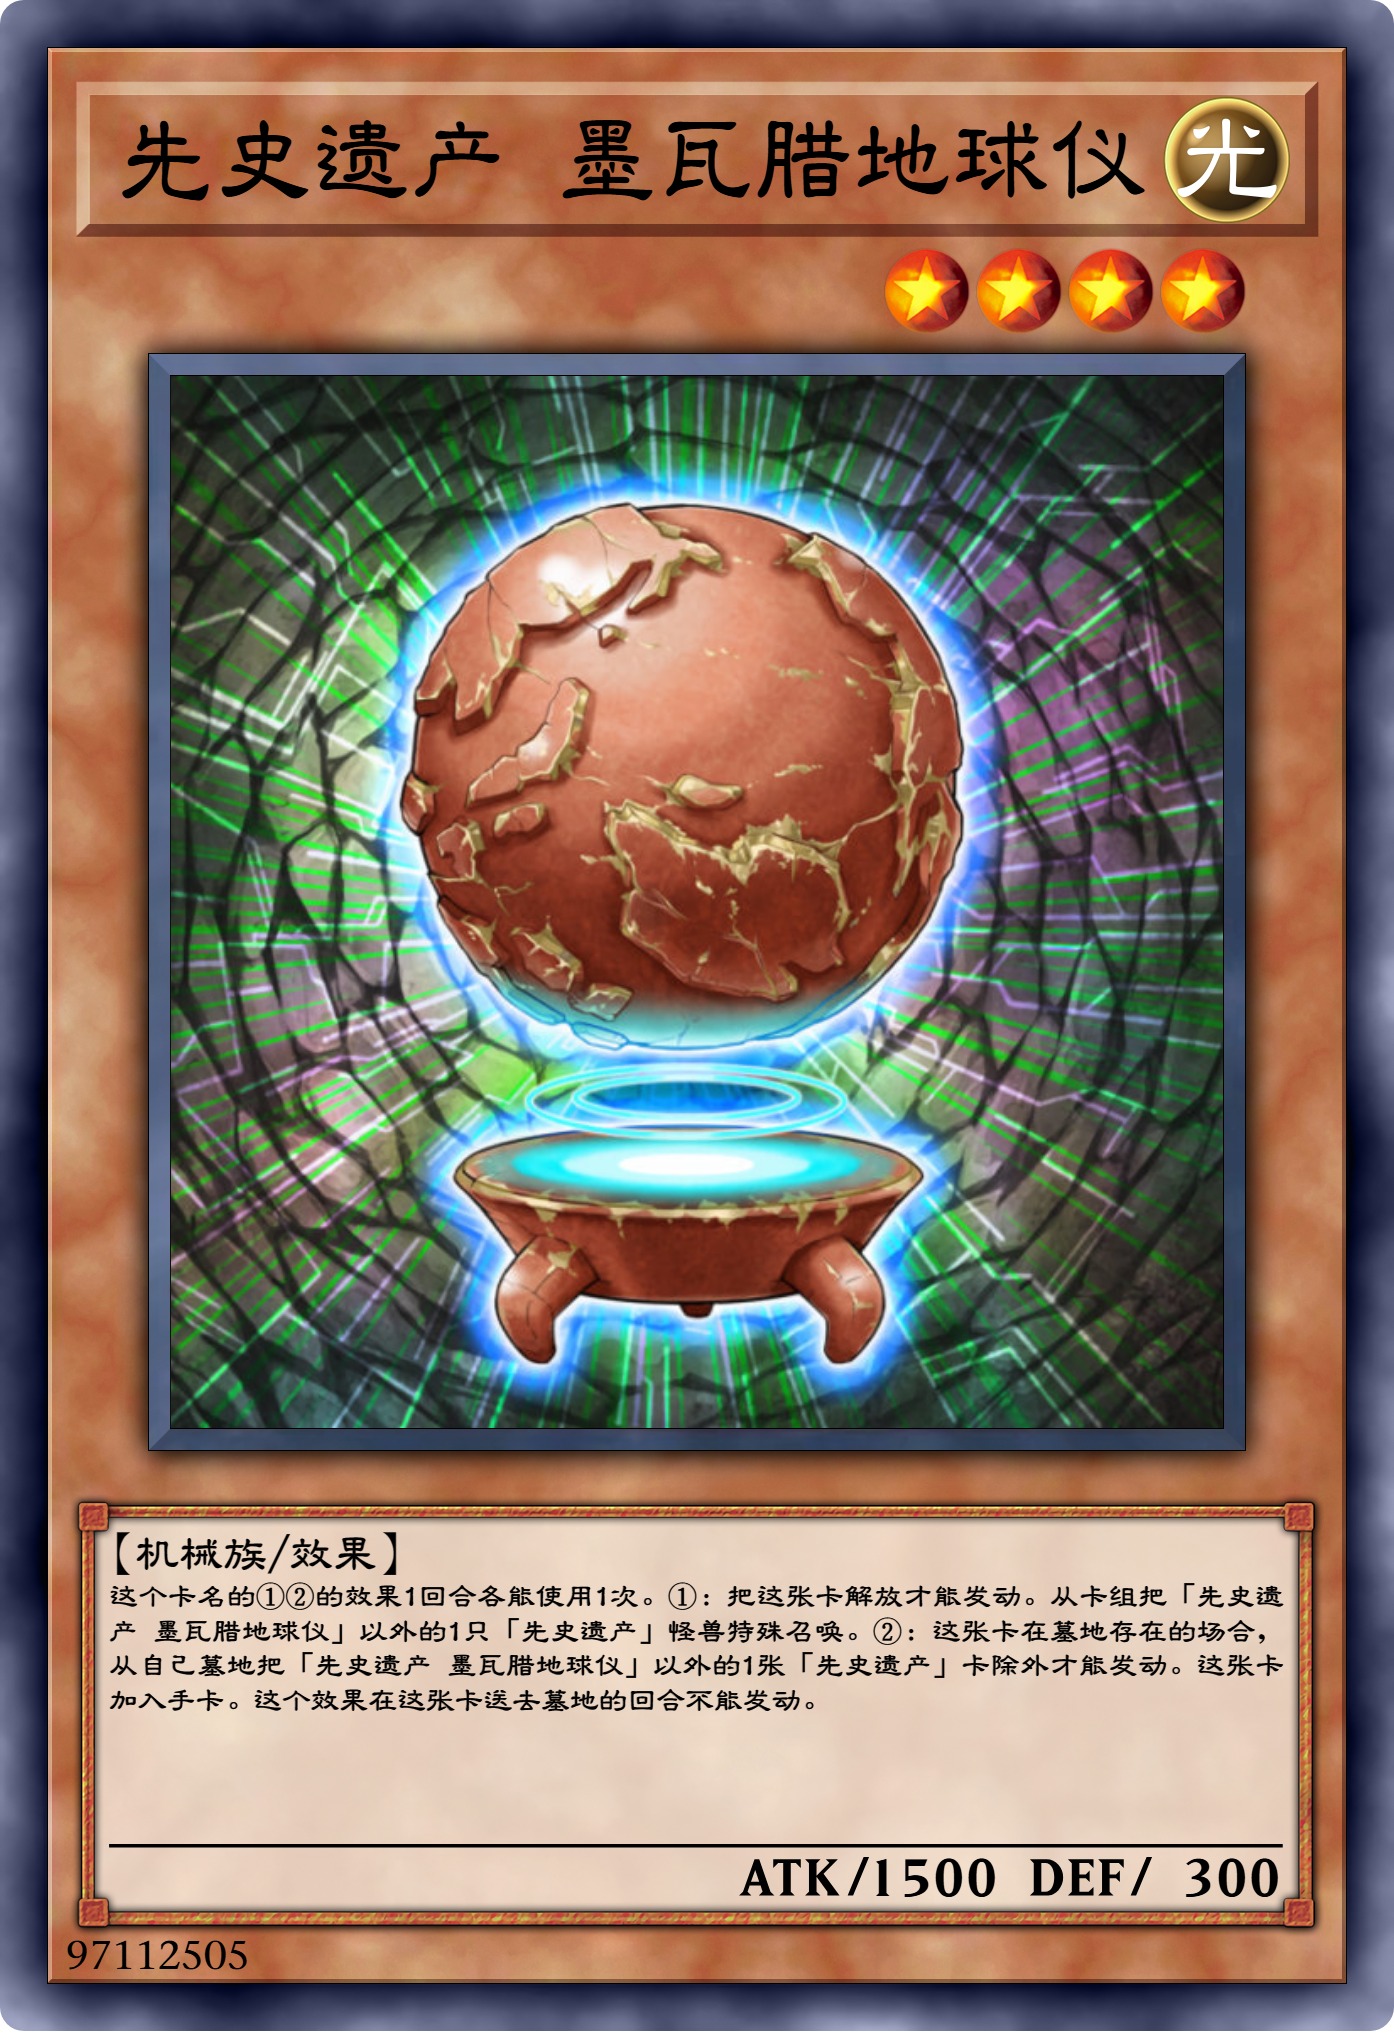 先史遗产 墨瓦腊地球仪 光
【机械族/效果】
这个卡名的①②的效果1回合各能使用1次。①：把这张卡解放才能发动。从卡组把「先史遗
产 墨瓦腊地球仪」以外的1只「先史遗产」怪兽特殊召唤。②：这张卡在墓地存在的场合，
从自己墓地把「先史遗产 墨瓦腊地球仪」以外的1张「先史遗产」卡除外才能发动。这张卡
加入手卡。这个效果在这张卡送去墓地的回合不能发动。
ATK/1500 DEF/ 300
97112505